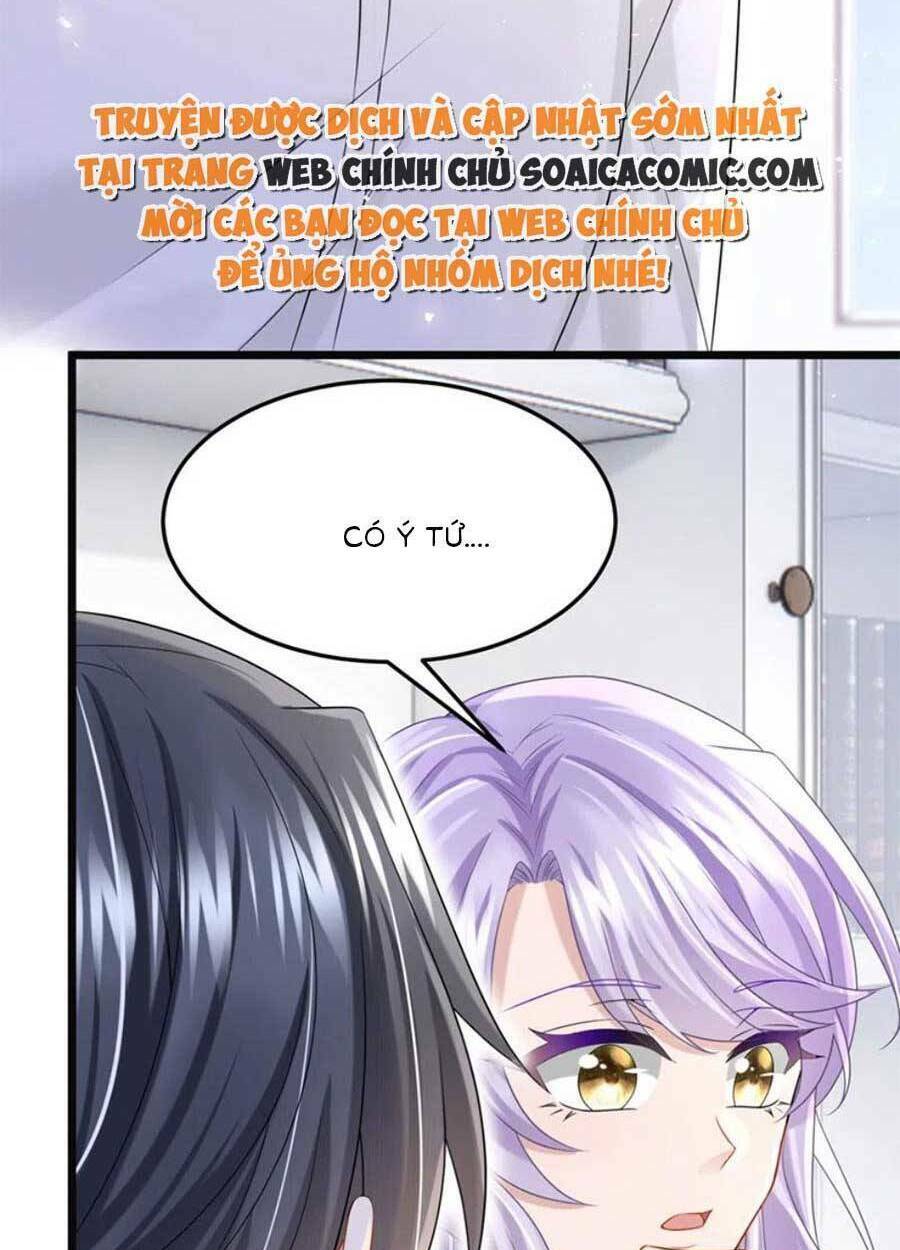 TRUYỆN ĐƯỢC DỊCH VÀ CẬP NHẬT SỚM NHẤT
TẠI TRANG WEB CHÍNH CHỦ SOAICACOMIC.COM
MỜI CÁC BẠN ĐỌC TẠI WEB CHÍNH CHỦ
ĐỂ ỦNG HỘ NHÓM DỊCH NHÉ!
CÓ Ý TỨ....